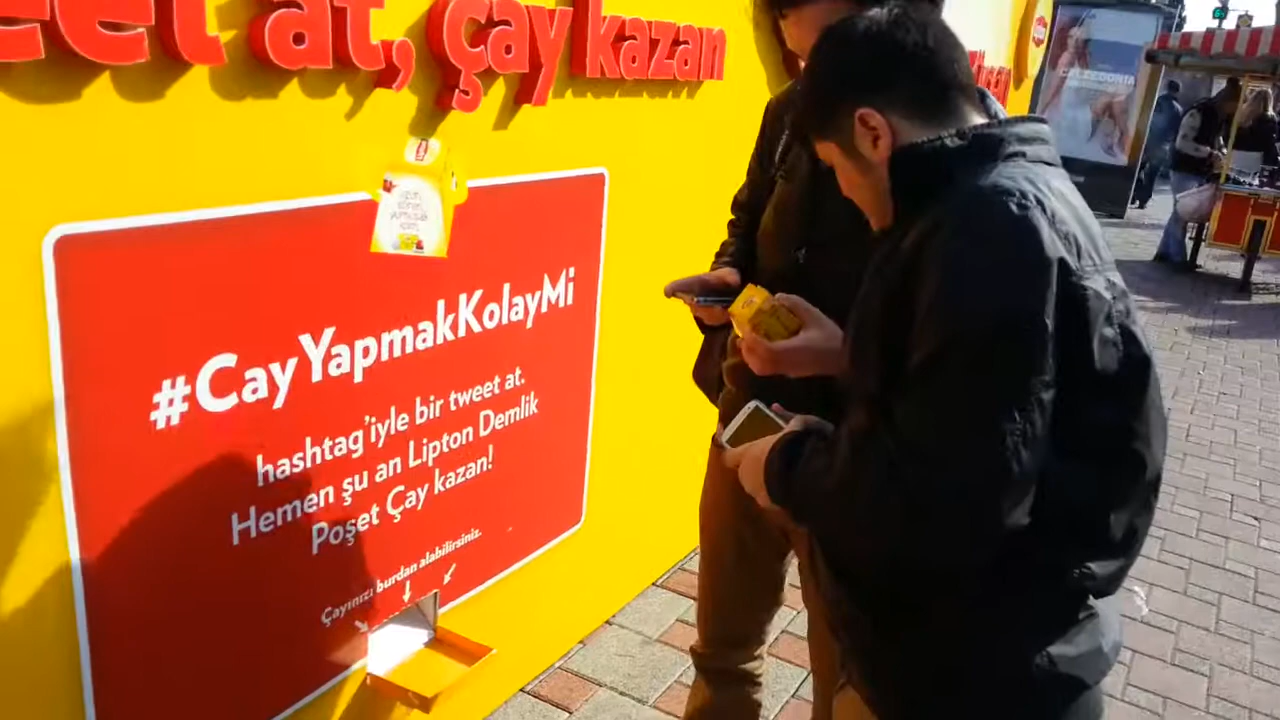 eet at, çay kazan
#CayYapmakKolayMi
hashtag'iyle bir tweet at.
Hemen şu an Lipton Demlik
Poşet Çay kazan!
Çayınızı burdan alabilirsiniz.
CALZEDONIA